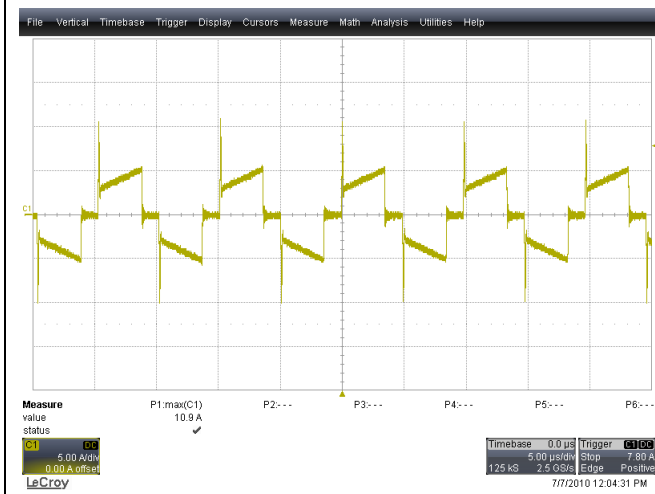 File Vertical Timebase Trigger Display Cursors Measure Math Analysis Utilities Help
C1
Measure P1:max(C1) P2:- - - P3:- - - P4:- - - P5:- - - P6:- - -
value 10.9 A
status ✓
C1 DC
5.00 A/div
0.00 A offset
Timebase 0.0 µs
5.00 µs/div
125 kS 2.5 GS/s
Trigger C1 DC
Stop 7.80 A
Edge Positive
LeCroy
7/7/2010 12:04:31 PM